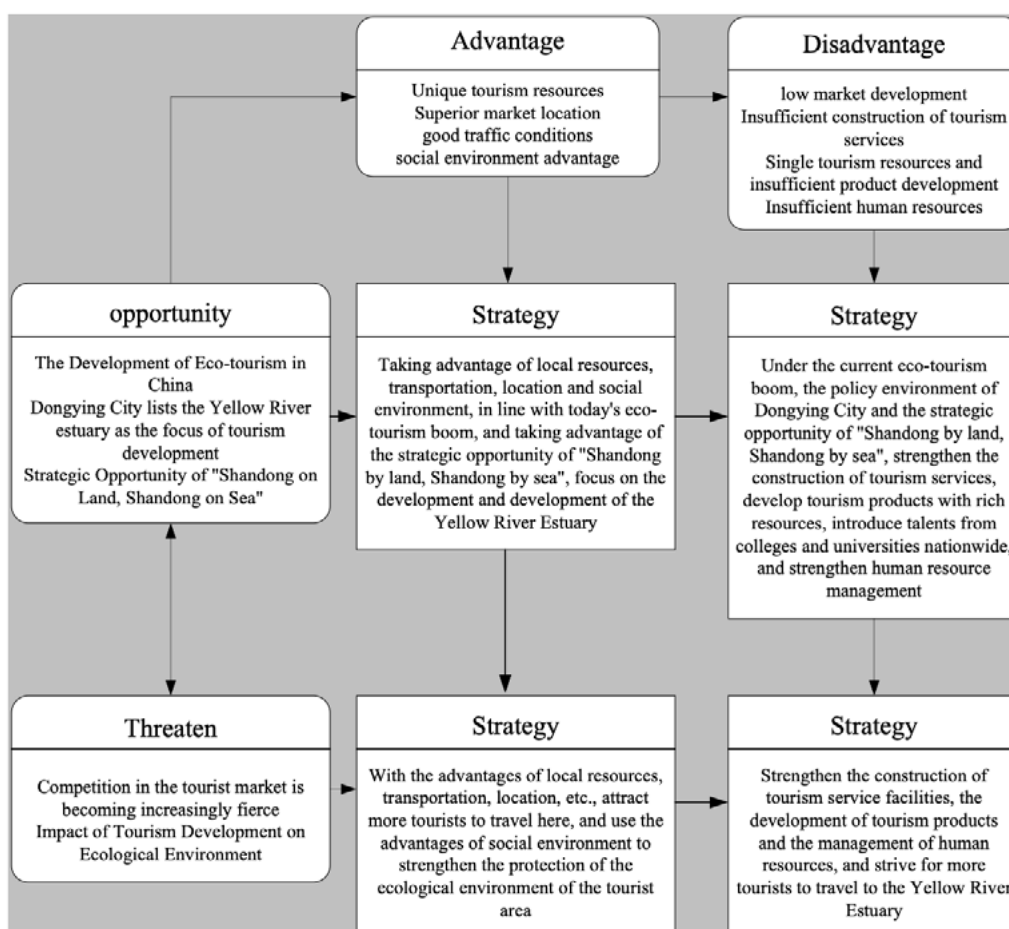 Advantage
Unique tourism resources
Superior market location
good traffic conditions
social environment advantage
Disadvantage
low market development
Insufficient construction of tourism
services
Single tourism resources and
insufficient product development
Insufficient human resources
opportunity
The Development of Eco-tourism in
China
Dongying City lists the Yellow River
estuary as the focus of tourism
development
Strategic Opportunity of "Shandong on
Land, Shandong on Sea"
Strategy
Taking advantage of local resources,
transportation, location and social
environment, in line with today's eco-
tourism boom, and taking advantage of
the strategic opportunity of "Shandong
by land, Shandong by sea", focus on the
development and development of the
Yellow River Estuary
Strategy
Under the current eco-tourism
boom, the policy environment of
Dongying City and the strategic
opportunity of "Shandong by land,
Shandong by sea", strengthen the
construction of tourism services,
develop tourism products with rich
resources, introduce talents from
colleges and universities nationwide,
and strengthen human resource
management
Threaten
Competition in the tourist market is
becoming increasingly fierce
Impact of Tourism Development on
Ecological Environment
Strategy
With the advantages of local resources,
transportation, location, etc., attract
more tourists to travel here, and use the
advantages of social environment to
strengthen the protection of the
ecological environment of the tourist
area
Strategy
Strengthen the construction of
tourism service facilities, the
development of tourism products
and the management of human
resources, and strive for more
tourists to travel to the Yellow River
Estuary